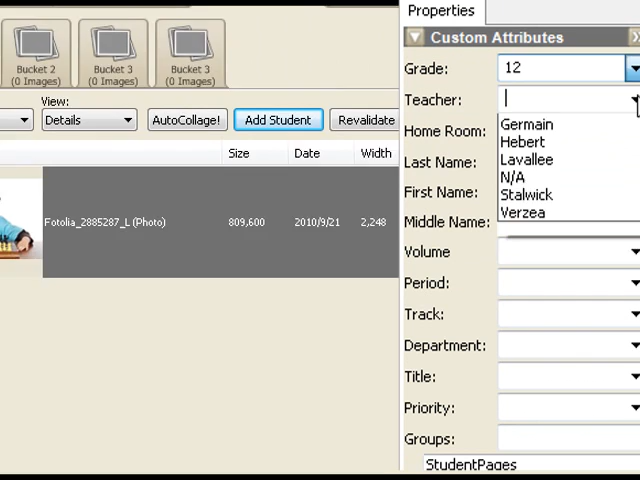 Properties
Custom Attributes
Bucket 2
(0 Images)
Bucket 3
(0 Images)
Bucket 3
(0 Images)
Grade: 12
View:
Details
AutoCollage!
Add Student
Revalidate
Teacher:
Germain
Hebert
Lavallee
N/A
Stalwick
Verzea
Home Room:
Last Name:
First Name:
Middle Name:
Size
Date
Width
Fotolia_2885287_L (Photo)
809,600
2010/9/21
2,248
Volume
Period:
Track:
Department:
Title:
Priority:
Groups:
StudentPages